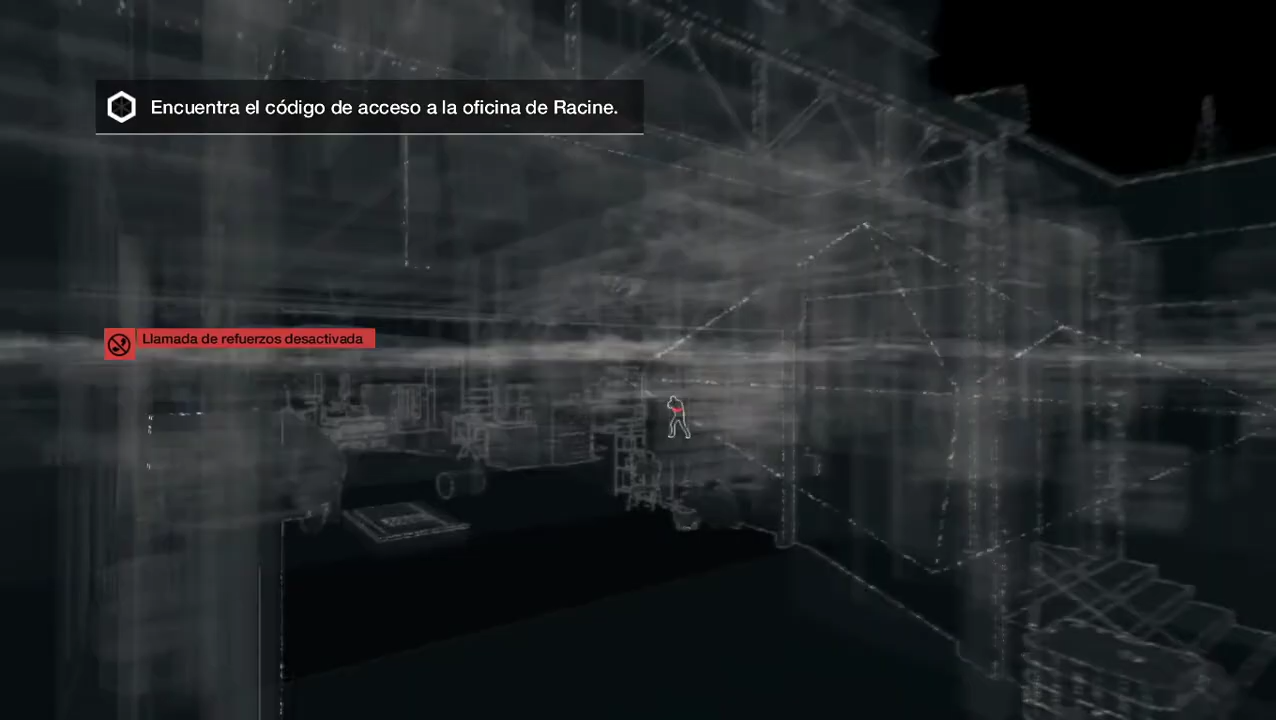 Encuentra el código de acceso a la oficina de Racine.
Llamada de refuerzos desactivada